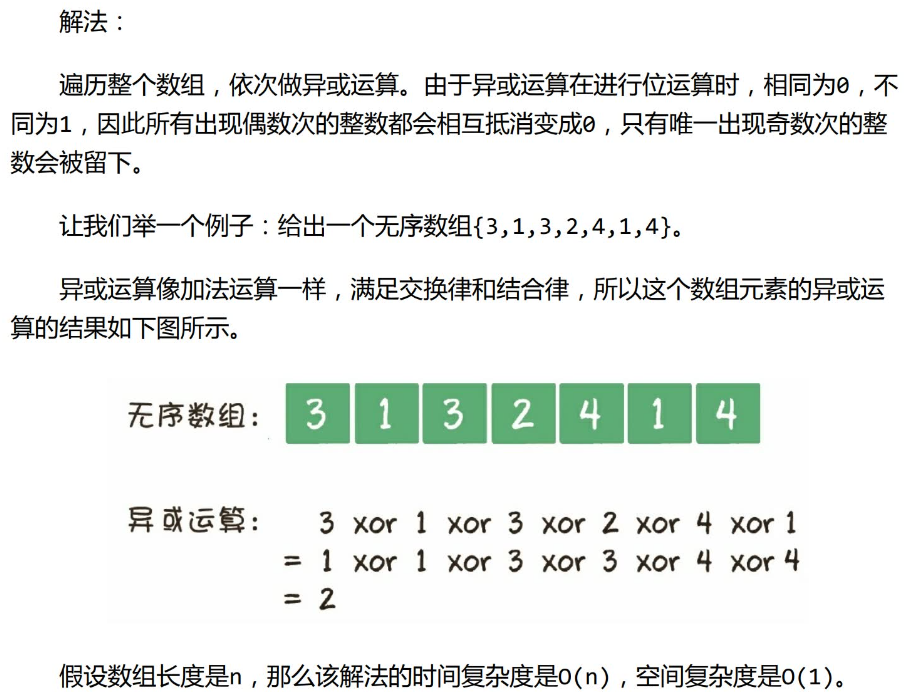 解法：
遍历整个数组，依次做异或运算。由于异或运算在进行位运算时，相同为0，不
同为1，因此所有出现偶数次的整数都会相互抵消变成0，只有唯一出现奇数次的整
数会被留下。
让我们举一个例子：给出一个无序数组{3,1,3,2,4,1,4}。
异或运算像加法运算一样，满足交换律和结合律，所以这个数组元素的异或运
算的结果如下图所示。
无序数组： 3 1 3 2 4 1 4
异或运算： 3 xor 1 xor 3 xor 2 xor 4 xor 1
= 1 xor 1 xor 3 xor 3 xor 4 xor 4
= 2
假设数组长度是n，那么该解法的时间复杂度是O(n)，空间复杂度是O(1)。